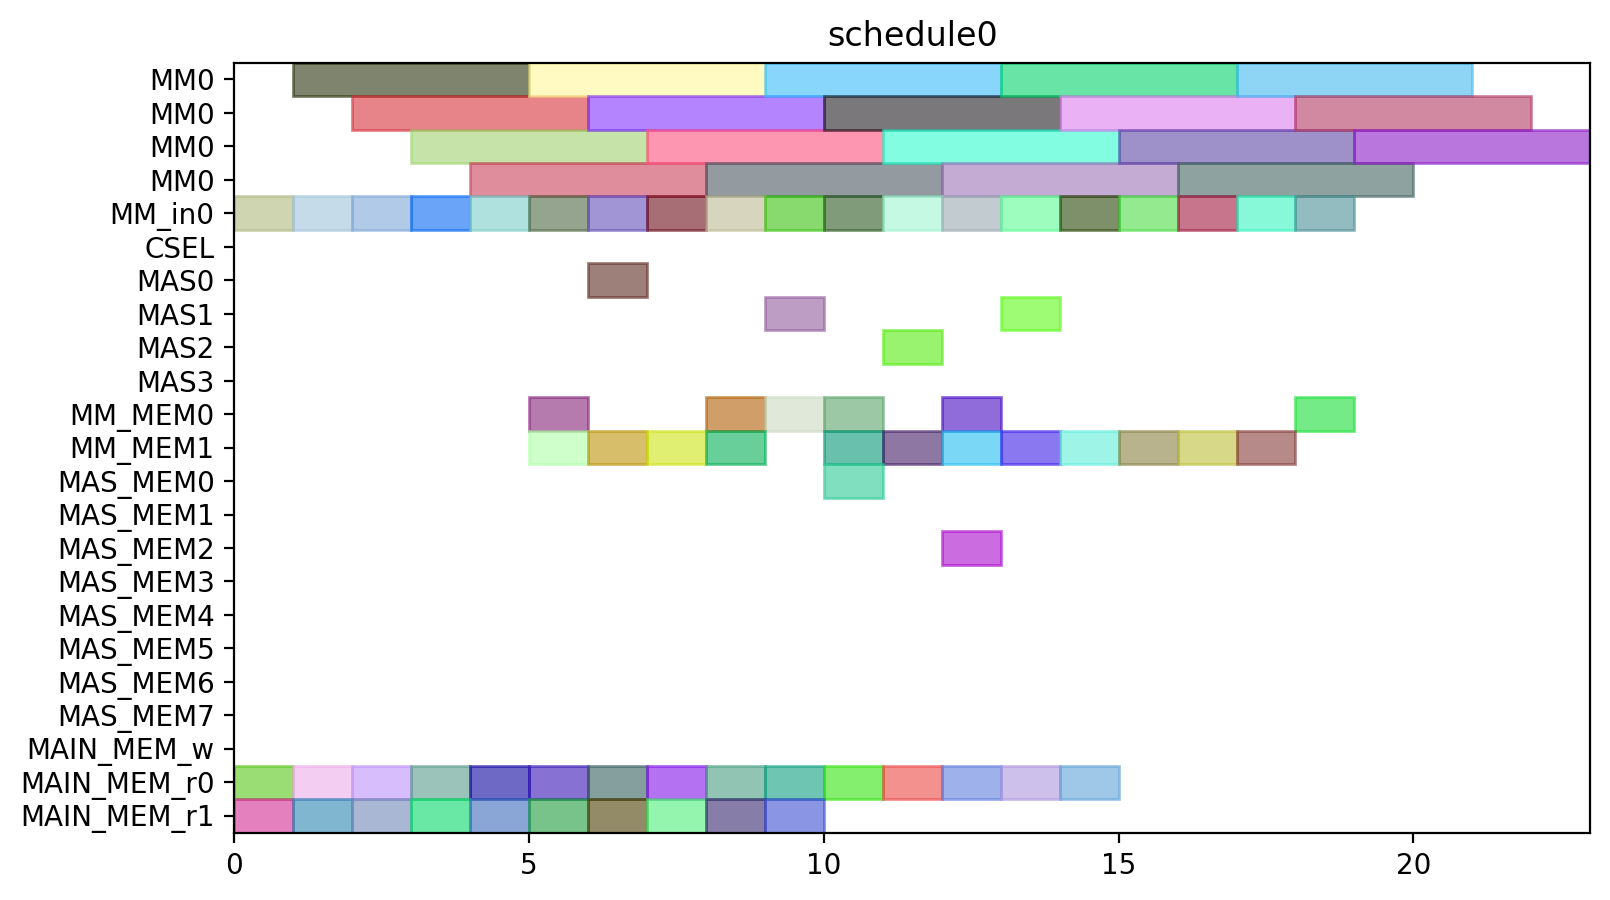 schedule0
MM0
MM0
MM0
MM0
MM_in0
CSEL
MAS0
MAS1
MAS2
MAS3
MM_MEM0
MM_MEM1
MAS_MEM0
MAS_MEM1
MAS_MEM2
MAS_MEM3
MAS_MEM4
MAS_MEM5
MAS_MEM6
MAS_MEM7
MAIN_MEM_w
MAIN_MEM_r0
MAIN_MEM_r1
0 5 10 15 20